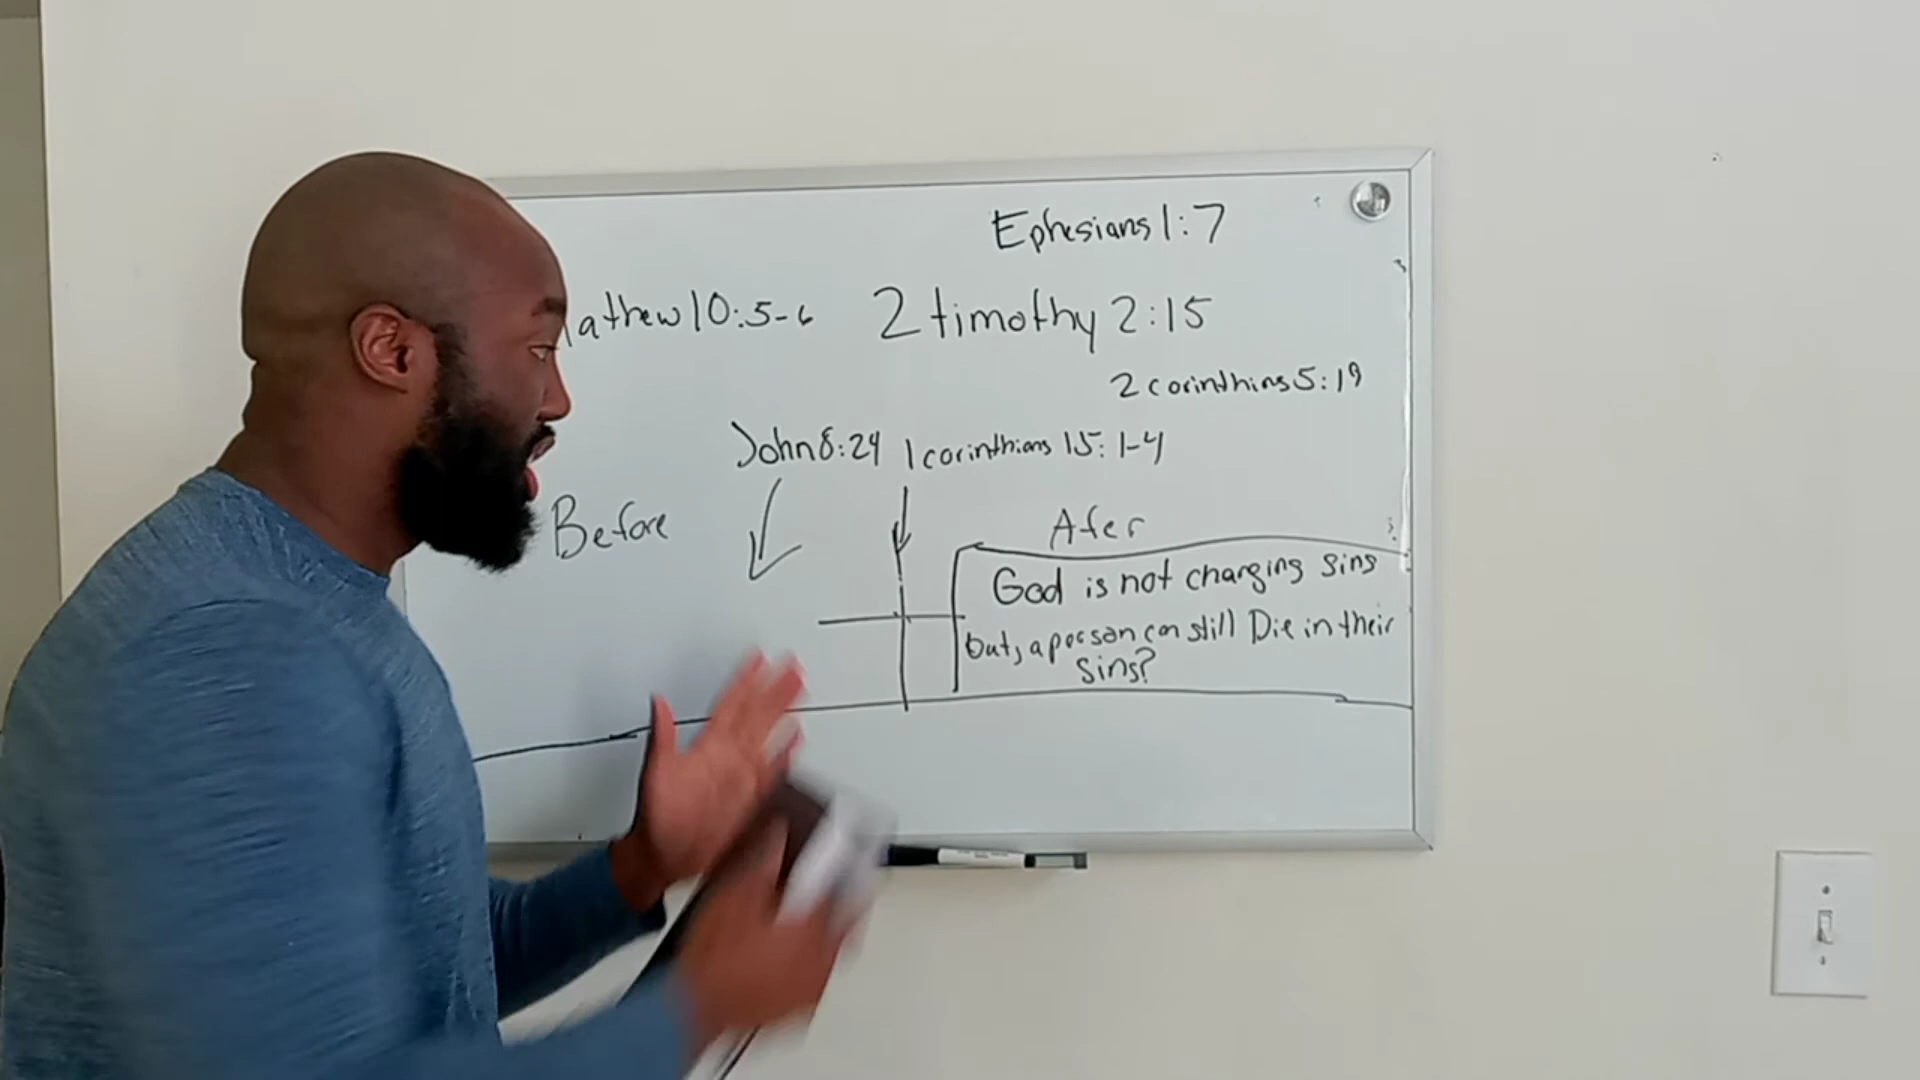 Ephesians 1:7
athew 10:5-6 2 timothy 2:15
2 corinthins 5:19
John 8:24 1 corinthians 15:1-4
Before
Afer
God is not charging sins
but, a person can still Die in their
sins?